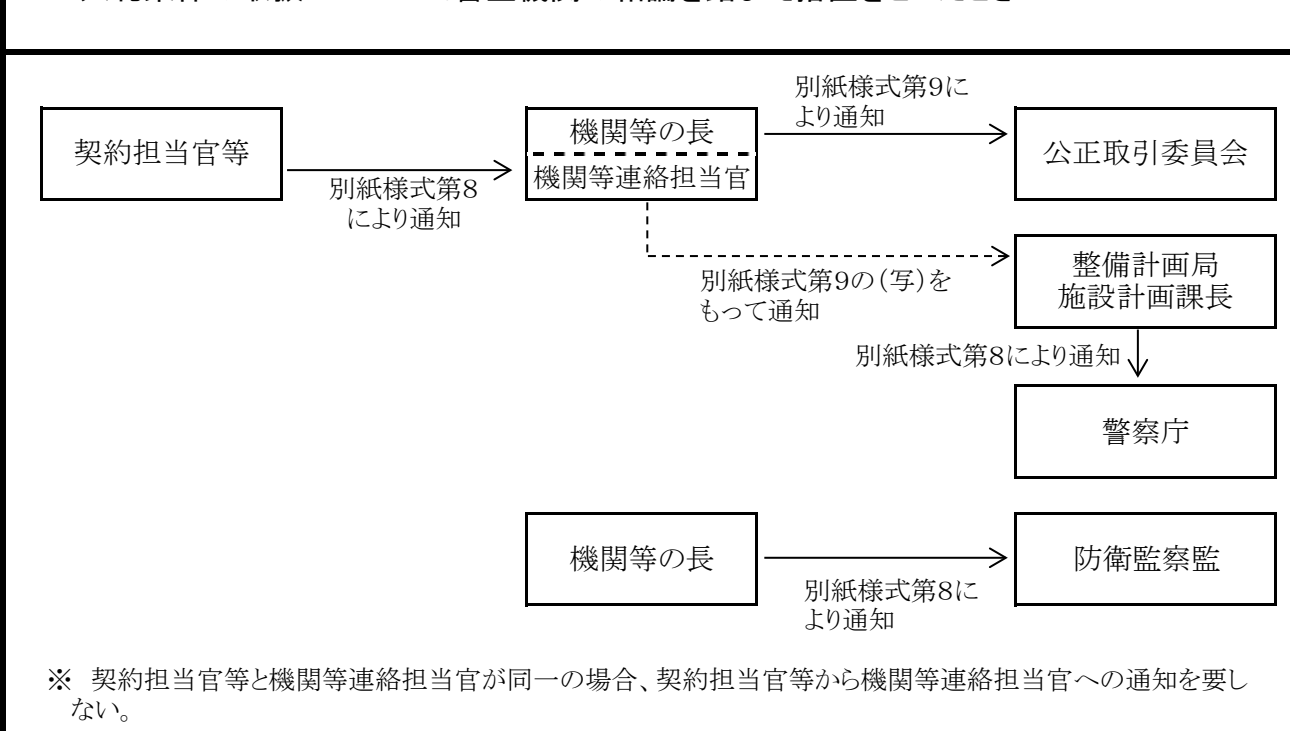 別紙様式第9に
より通知
契約担当官等
機関等の長
機関等連絡担当官
公正取引委員会
別紙様式第8
により通知
整備計画局
施設計画課長
別紙様式第9の(写)を
もって通知
別紙様式第8により通知
警察庁
機関等の長
防衛監察監
別紙様式第8に
より通知
※ 契約担当官等と機関等連絡担当官が同一の場合、契約担当官等から機関等連絡担当官への通知を要し
ない。